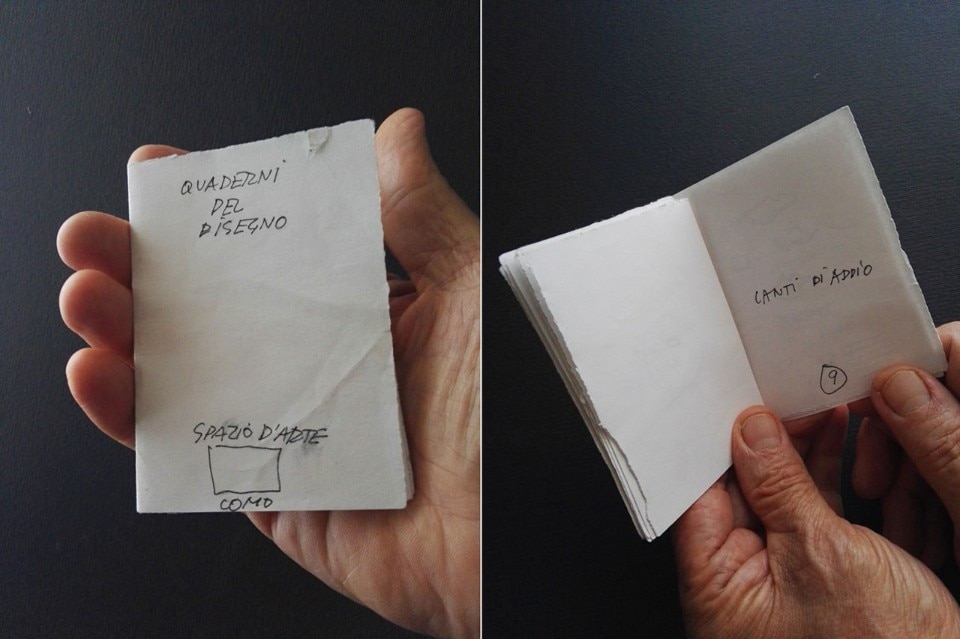 QUADERNI
DEL
DISEGNO
SPAZIO D'ARTE
COMO
CANTI DI ADDIO
9